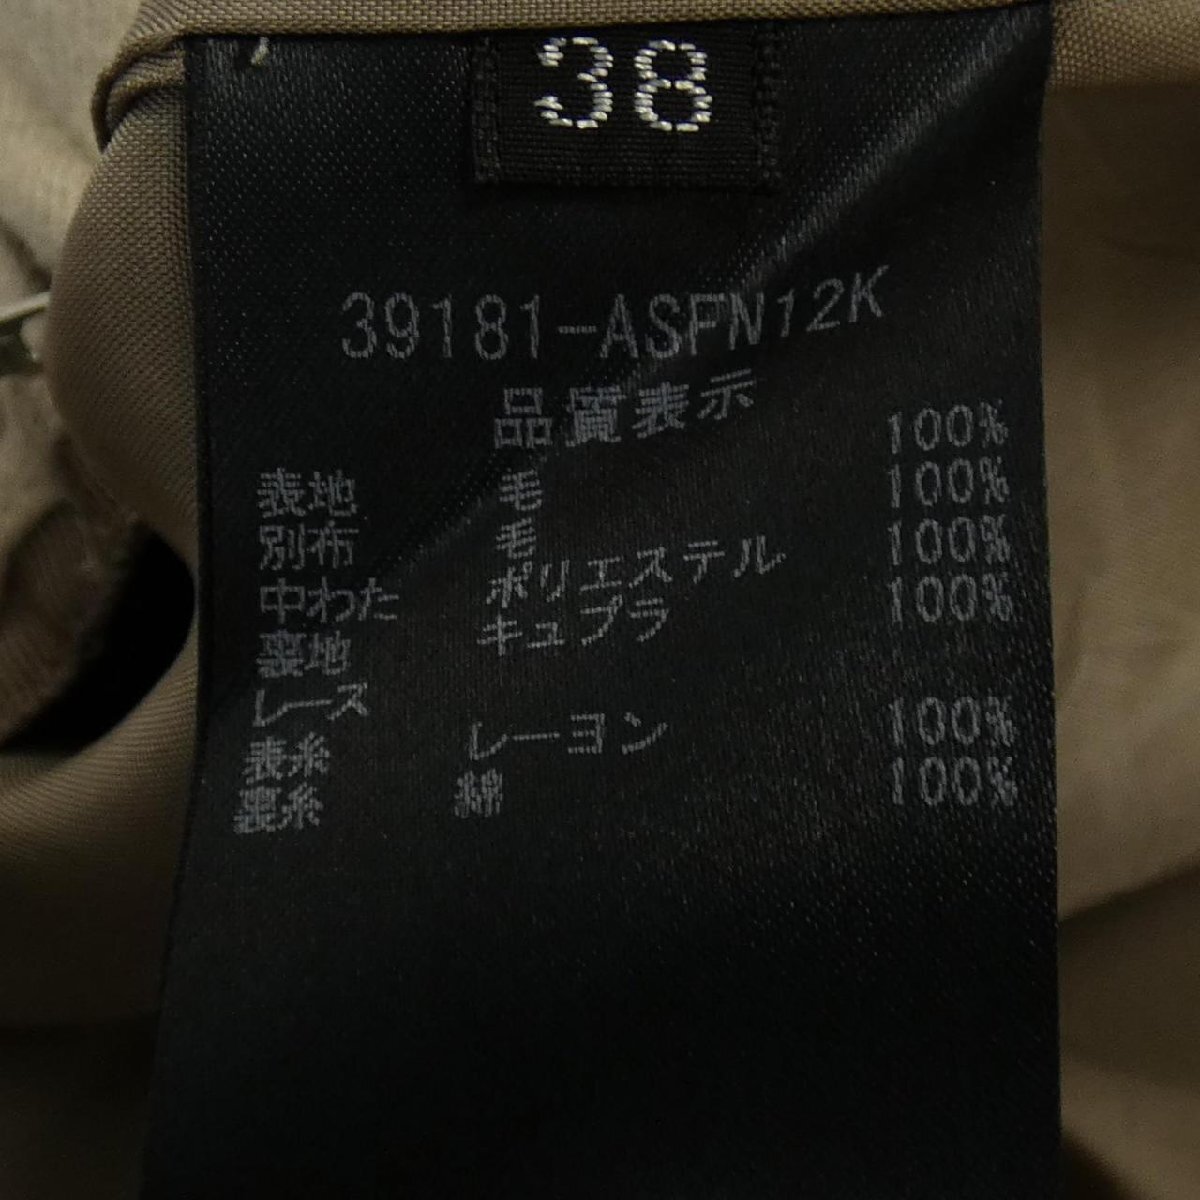 38
39181-ASFN12K
品質表示
表地 毛 100%
別布 毛 100%
中わた ポリエステル 100%
裏地 キュプラ 100%
レース
表糸 レーヨン 100%
裏糸 綿 100%